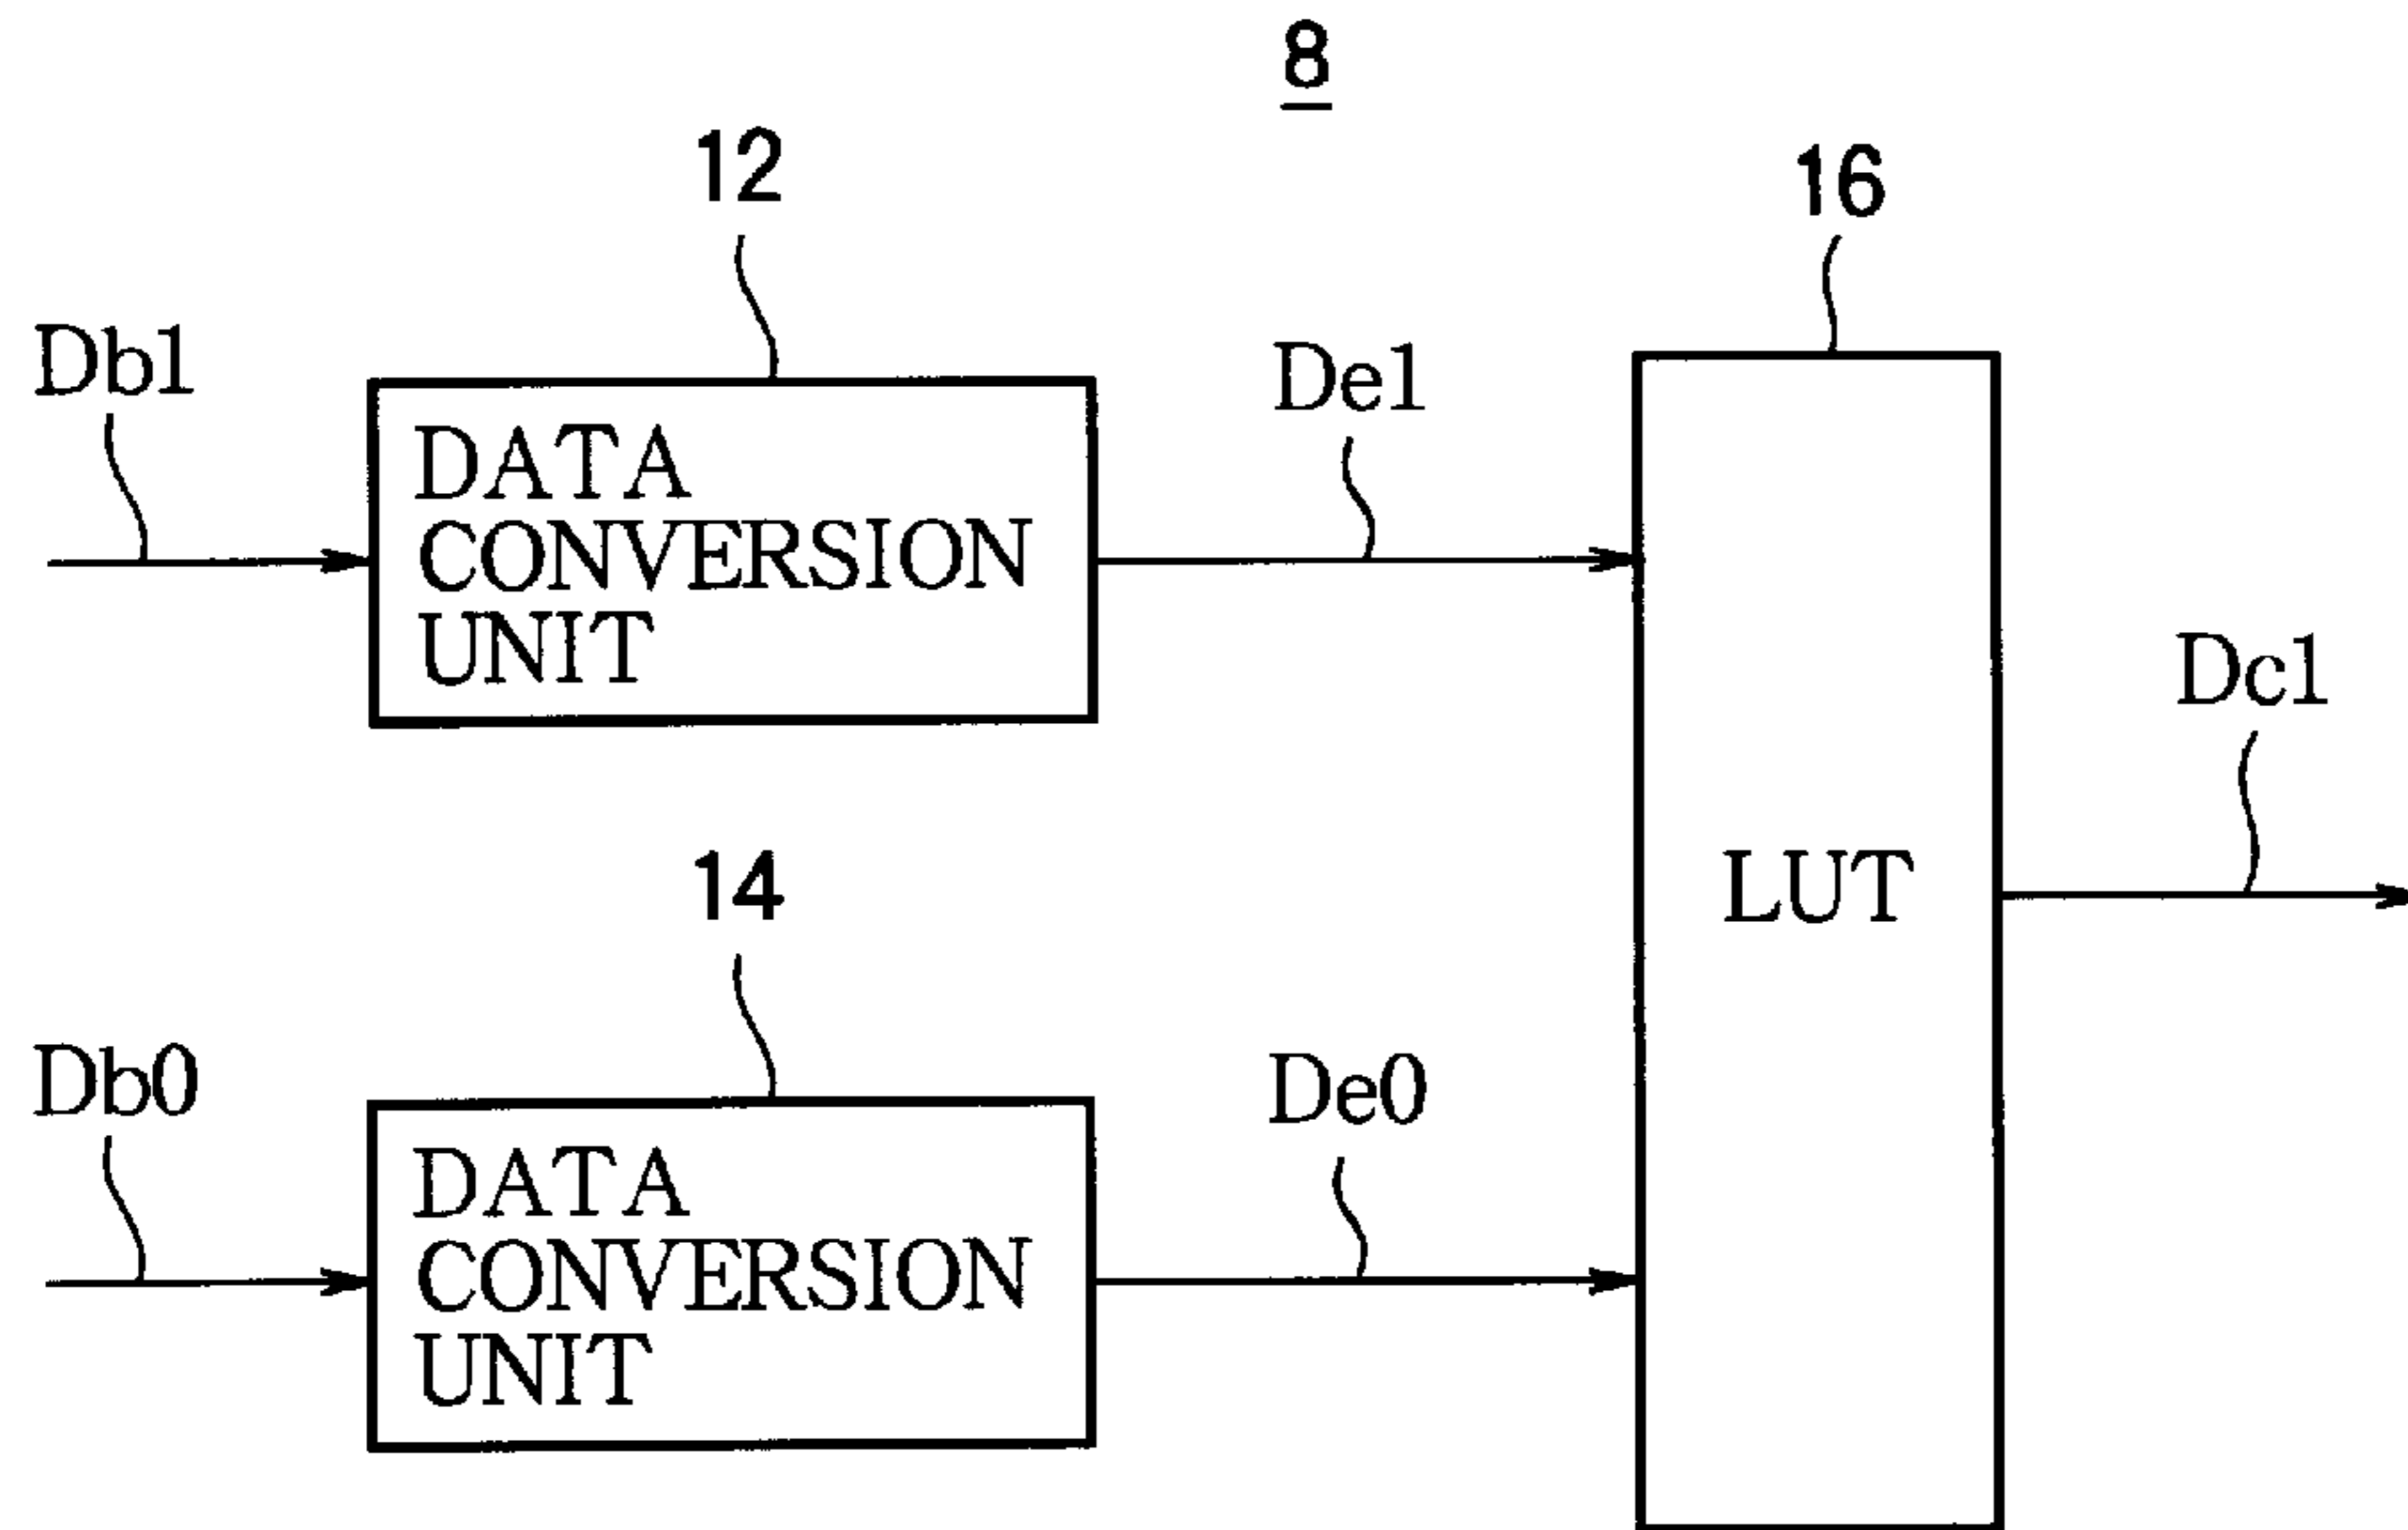 8
12
16
Db1
De1
DATA
CONVERSION
UNIT
Dc1
LUT
14
Db0
De0
DATA
CONVERSION
UNIT